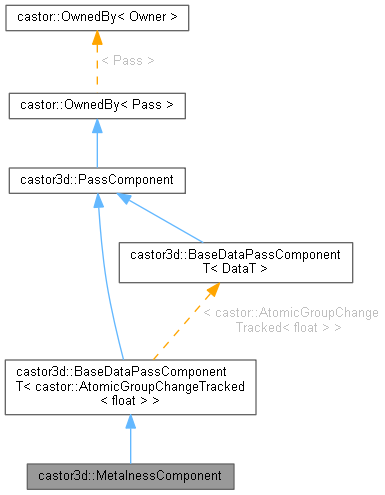 castor::OwnedBy< Owner >
< Pass >
castor::OwnedBy< Pass >
castor3d::PassComponent
castor3d::BaseDataPassComponent
T< DataT >
< castor::AtomicGroupChange
Tracked< float > >
castor3d::BaseDataPassComponent
T< castor::AtomicGroupChangeTracked
< float > >
castor3d::MetalnessComponent